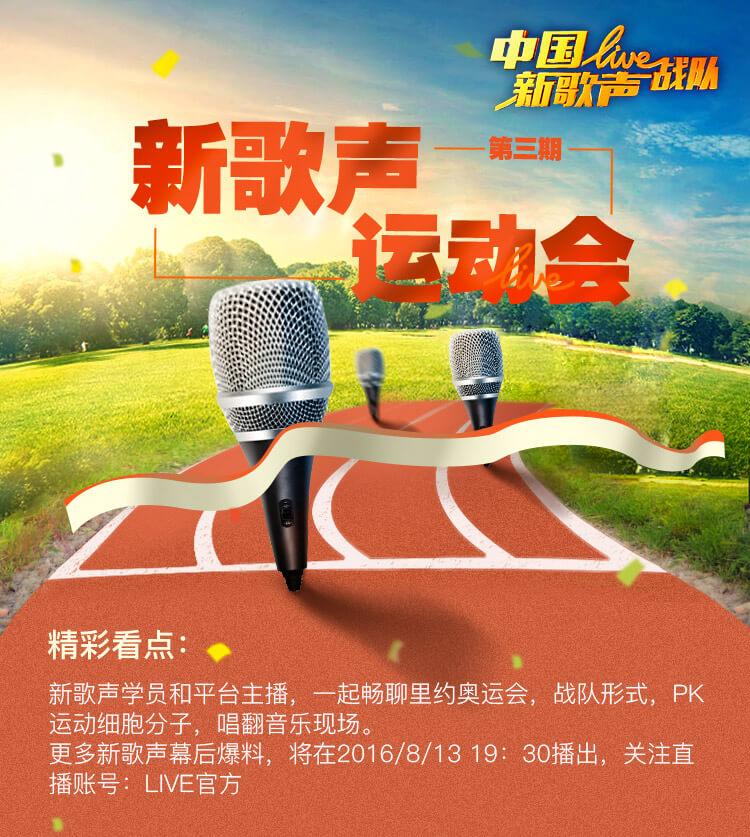 中国live
新歌声战队
新歌声
第三期
运动会
live
精彩看点：
新歌声学员和平台主播，一起畅聊里约奥运会，战队形式，PK
运动细胞分子，唱翻音乐现场。
更多新歌声幕后爆料，将在2016/8/13 19：30播出，关注直
播账号：LIVE官方